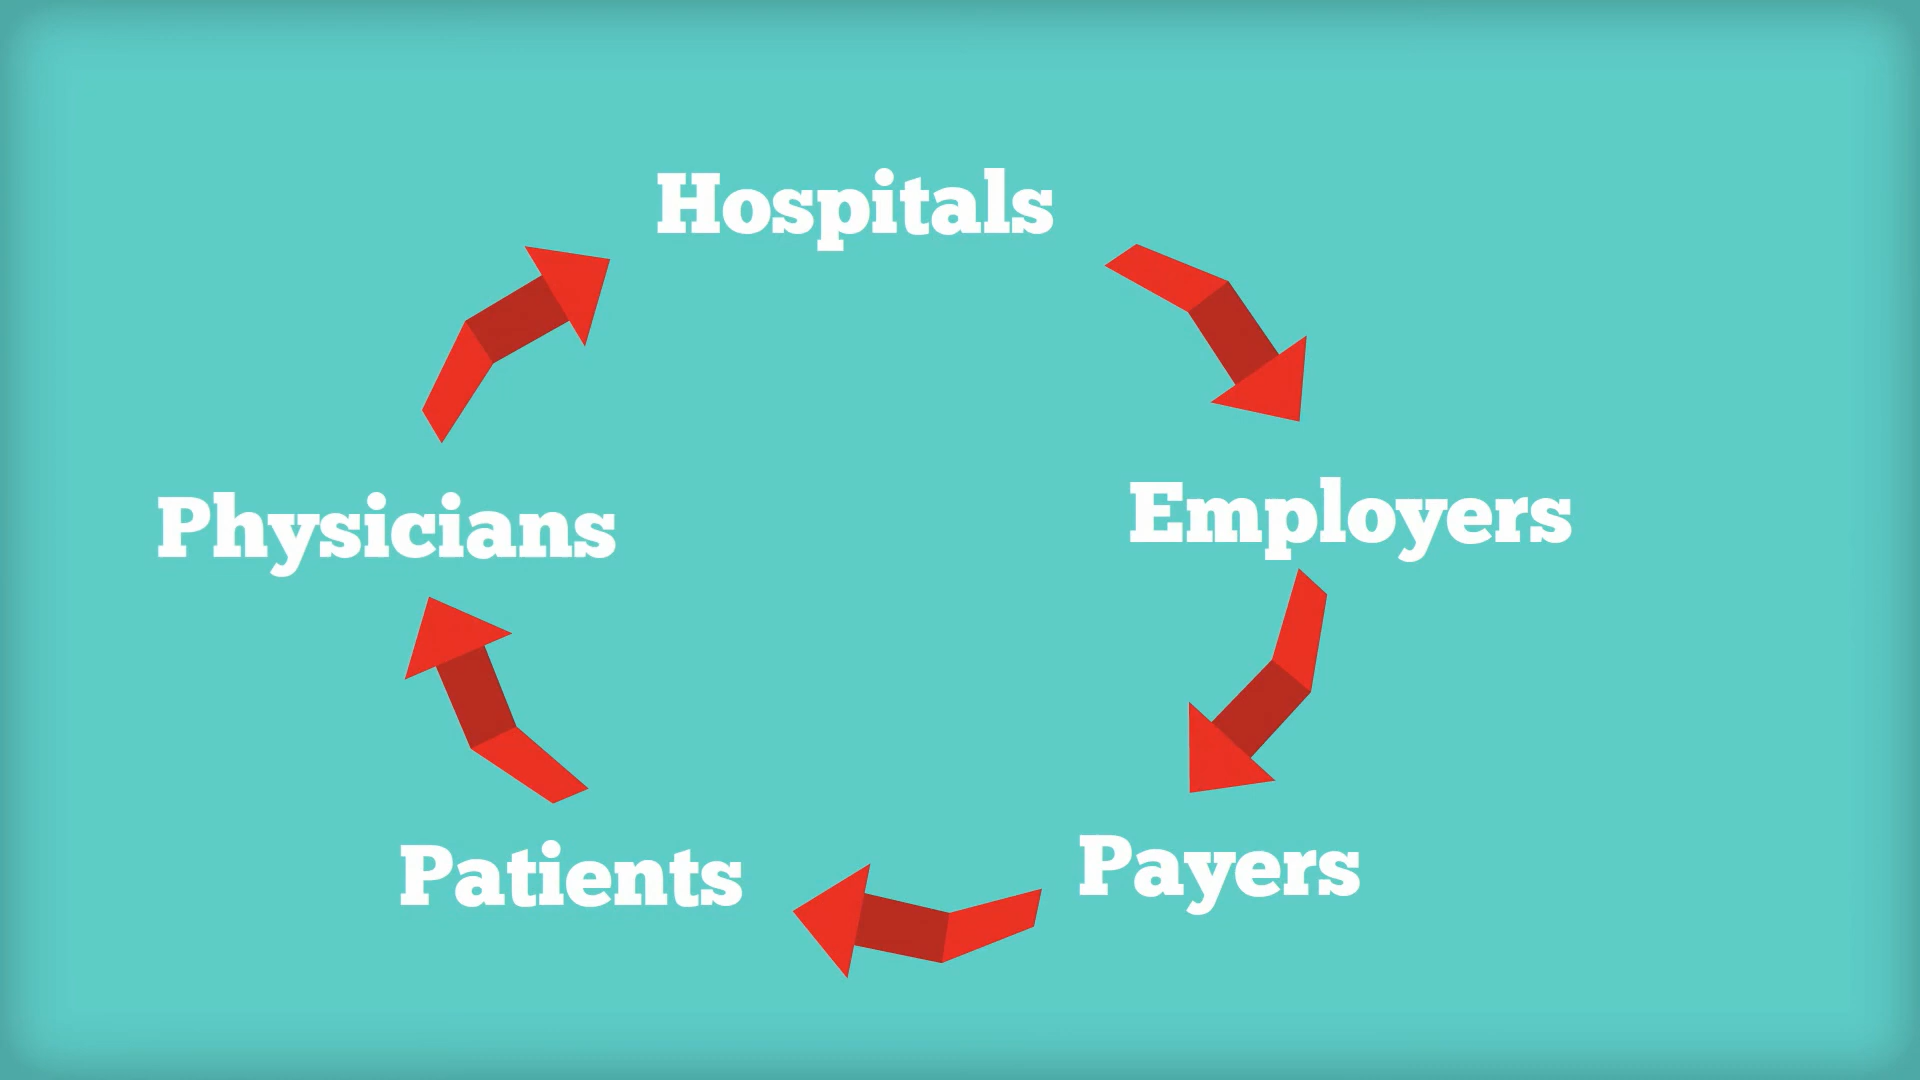 Hospitals
Employers
Payers
Patients
Physicians